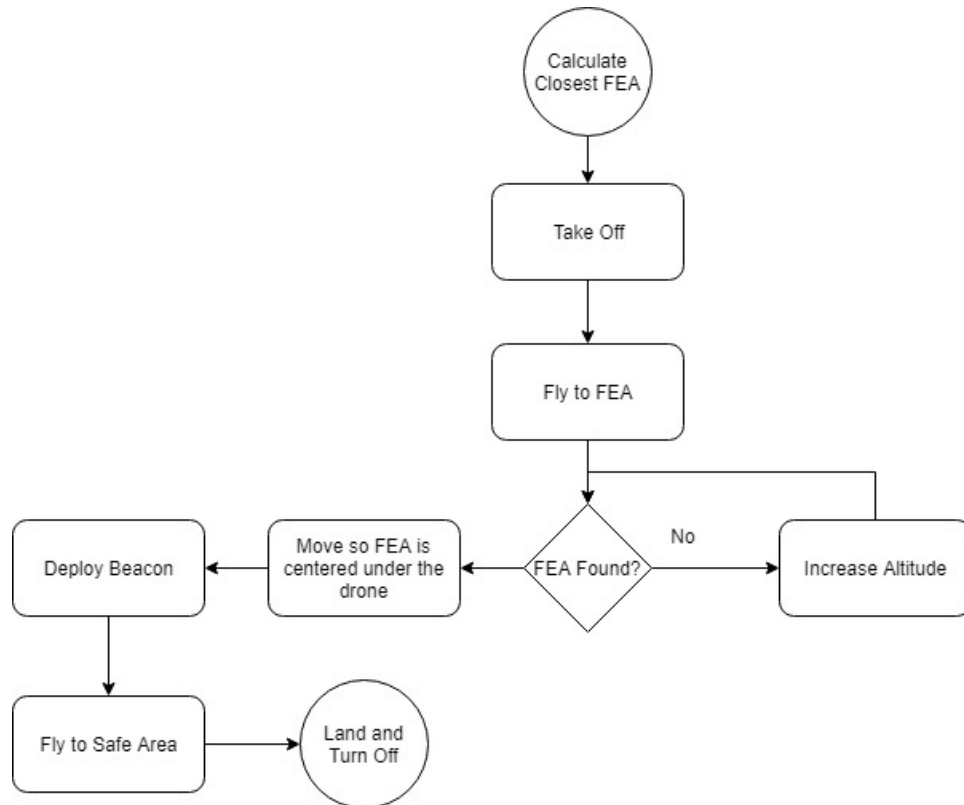 Calculate
Closest FEA
Take Off
Fly to FEA
FEA Found?
No
Increase Altitude
Move so FEA is
centered under the
drone
Deploy Beacon
Fly to Safe Area
Land and
Turn Off